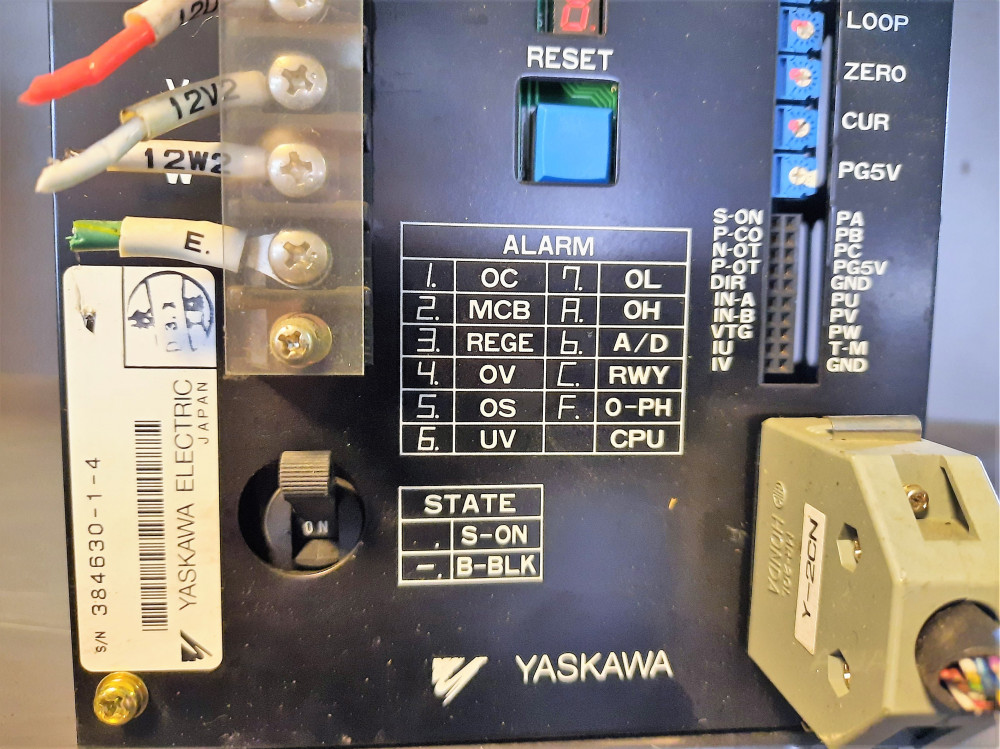 RESET
LOOP
ZERO
CUR
PG5V
12V2
12W2
W
E.
S-ON PA
P-CO PB
N-OT PC
P-OT PG5V
DIR GND
IN-A PU
IN-B PV
VTG PW
IU T-M
IV GND
ALARM
1. OC 7. OL
2. MCB A. OH
3. REGE b. A/D
4. OV C. RWY
5. OS F. O-PH
6. UV CPU
STATE
. S-ON
-. B-BLK
ON
S/N 384630-1-4
YASKAWA ELECTRIC
JAPAN
YASKAWA
HONDA
Y-2CN